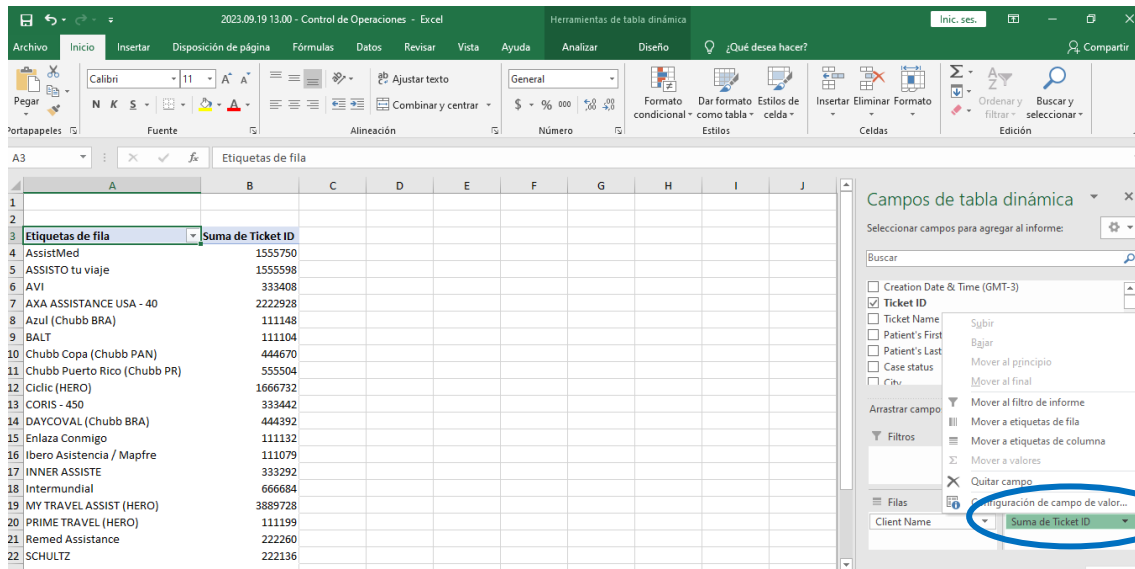 2023.09.19 13.00 - Control de Operaciones - Excel
Herramientas de tabla dinámica
Inic. ses.
Archivo Inicio Insertar Disposición de página Fórmulas Datos Revisar Vista Ayuda Analizar Diseño ¿Qué desea hacer? Compartir
Pegar
Calibri 11
N K S
Ajustar texto
Combinar y centrar
General
$ % 000
Formato condicional
Dar formato como tabla
Estilos de celda
Insertar Eliminar Formato
Ordenar y filtrar
Buscar y seleccionar
Portapapeles Fuente Alineación Número Estilos Celdas Edición
A3 fx Etiquetas de fila
A B C D E F G H I J
1
2
3 Etiquetas de fila Suma de Ticket ID
4 AssistMed 1555750
5 ASSISTO tu viaje 1555598
6 AVI 333408
7 AXA ASSISTANCE USA - 40 2222928
8 Azul (Chubb BRA) 111148
9 BALT 111104
10 Chubb Copa (Chubb PAN) 444670
11 Chubb Puerto Rico (Chubb PR) 555504
12 Ciclic (HERO) 1666732
13 CORIS - 450 333442
14 DAYCOVAL (Chubb BRA) 444392
15 Enlaza Conmigo 111132
16 Ibero Asistencia / Mapfre 111079
17 INNER ASSISTE 333292
18 Intermundial 666684
19 MY TRAVEL ASSIST (HERO) 3889728
20 PRIME TRAVEL (HERO) 111199
21 Remed Assistance 222260
22 SCHULTZ 222136
Campos de tabla dinámica
Seleccionar campos para agregar al informe:
Buscar
Creation Date & Time (GMT-3)
Ticket ID
Ticket Name
Patient's First
Patient's Last
Case status
City
Arrastrar campo
Filtros
Filas
Client Name
Suma de Ticket ID
Subir
Bajar
Mover al principio
Mover al final
Mover al filtro de informe
Mover a etiquetas de fila
Mover a etiquetas de columna
Mover a valores
Quitar campo
Configuración de campo de valor...